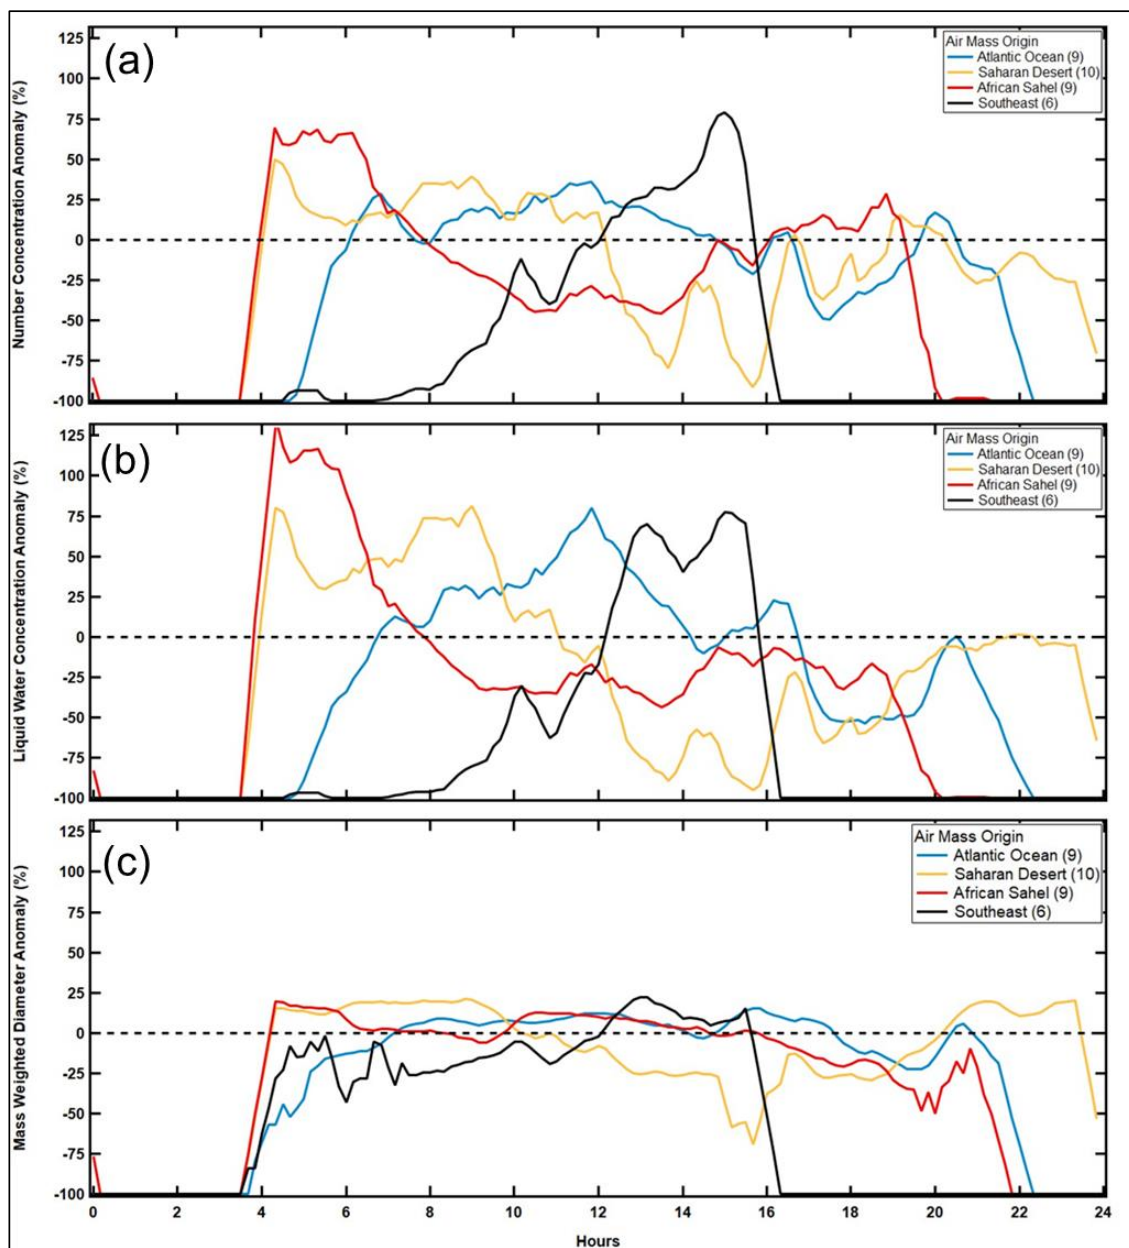 (a)
Number Concentration Anomaly (%)
125
100
75
50
25
0
-25
-50
-75
-100
Air Mass Origin
Atlantic Ocean (9)
Saharan Desert (10)
African Sahel (9)
Southeast (6)
(b)
Liquid Water Concentration Anomaly (%)
125
100
75
50
25
0
-25
-50
-75
-100
Air Mass Origin
Atlantic Ocean (9)
Saharan Desert (10)
African Sahel (9)
Southeast (6)
(c)
Mass Weighted Diameter Anomaly (%)
125
100
75
50
25
0
-25
-50
-75
-100
Air Mass Origin
Atlantic Ocean (9)
Saharan Desert (10)
African Sahel (9)
Southeast (6)
0 2 4 6 8 10 12 14 16 18 20 22 24
Hours